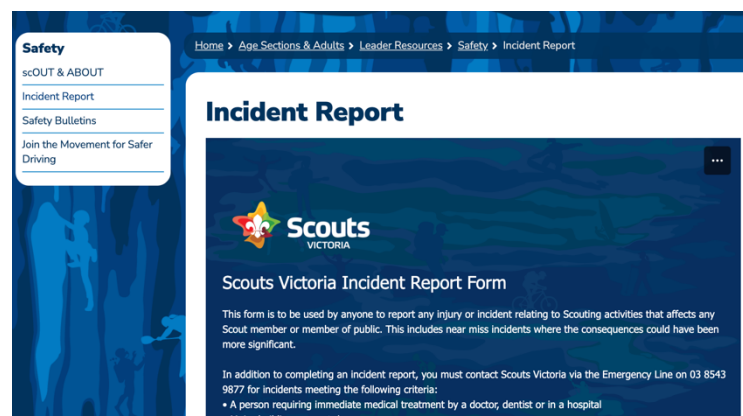 Safety
scOUT & ABOUT
Incident Report
Safety Bulletins
Join the Movement for Safer
Driving
Home > Age Sections & Adults > Leader Resources > Safety > Incident Report
Incident Report
...
Scouts
VICTORIA
Scouts Victoria Incident Report Form
This form is to be used by anyone to report any injury or incident relating to Scouting activities that affects any
Scout member or member of public. This includes near miss incidents where the consequences could have been
more significant.
In addition to completing an incident report, you must contact Scouts Victoria via the Emergency Line on 03 8543
9877 for incidents meeting the following criteria:
• A person requiring immediate medical treatment by a doctor, dentist or in a hospital